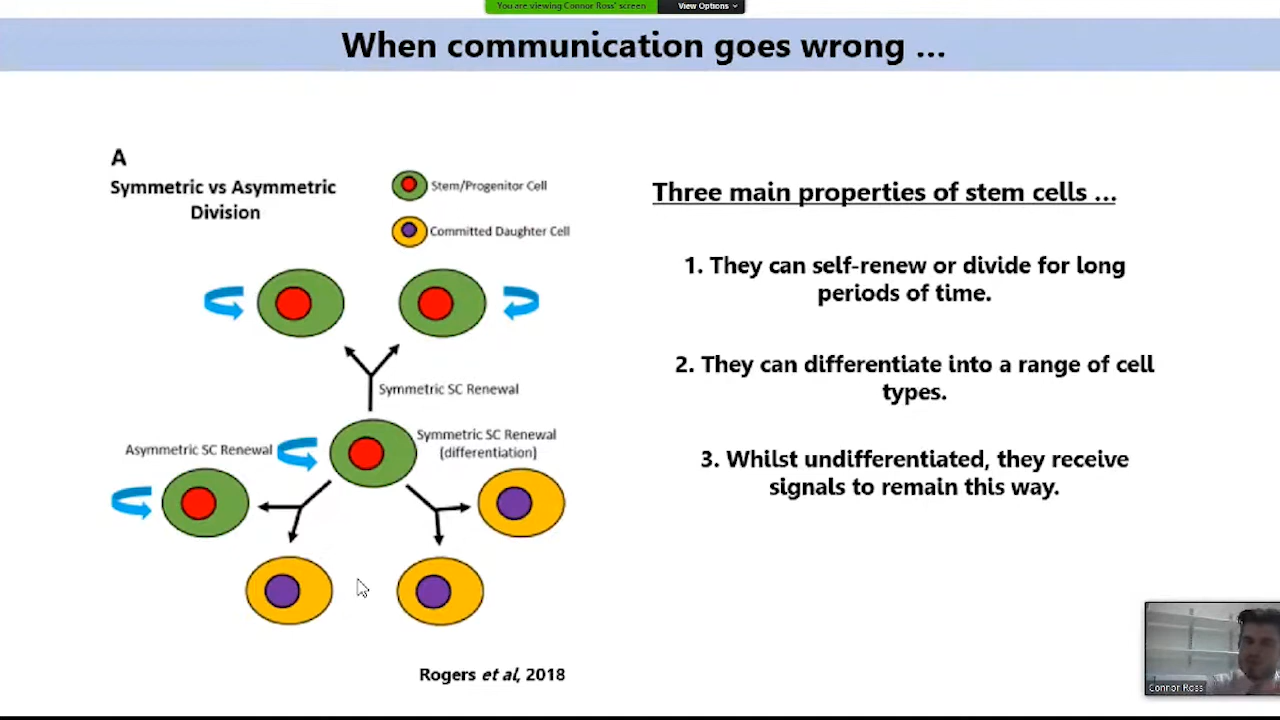 You are viewing Connor Ross' screen
View Options
When communication goes wrong ...
A
Symmetric vs Asymmetric
Division
Stem/Progenitor Cell
Committed Daughter Cell
Symmetric SC Renewal
Asymmetric SC Renewal
Symmetric SC Renewal
(differentiation)
Rogers et al, 2018
Three main properties of stem cells ...
1. They can self-renew or divide for long
periods of time.
2. They can differentiate into a range of cell
types.
3. Whilst undifferentiated, they receive
signals to remain this way.
Connor Ross